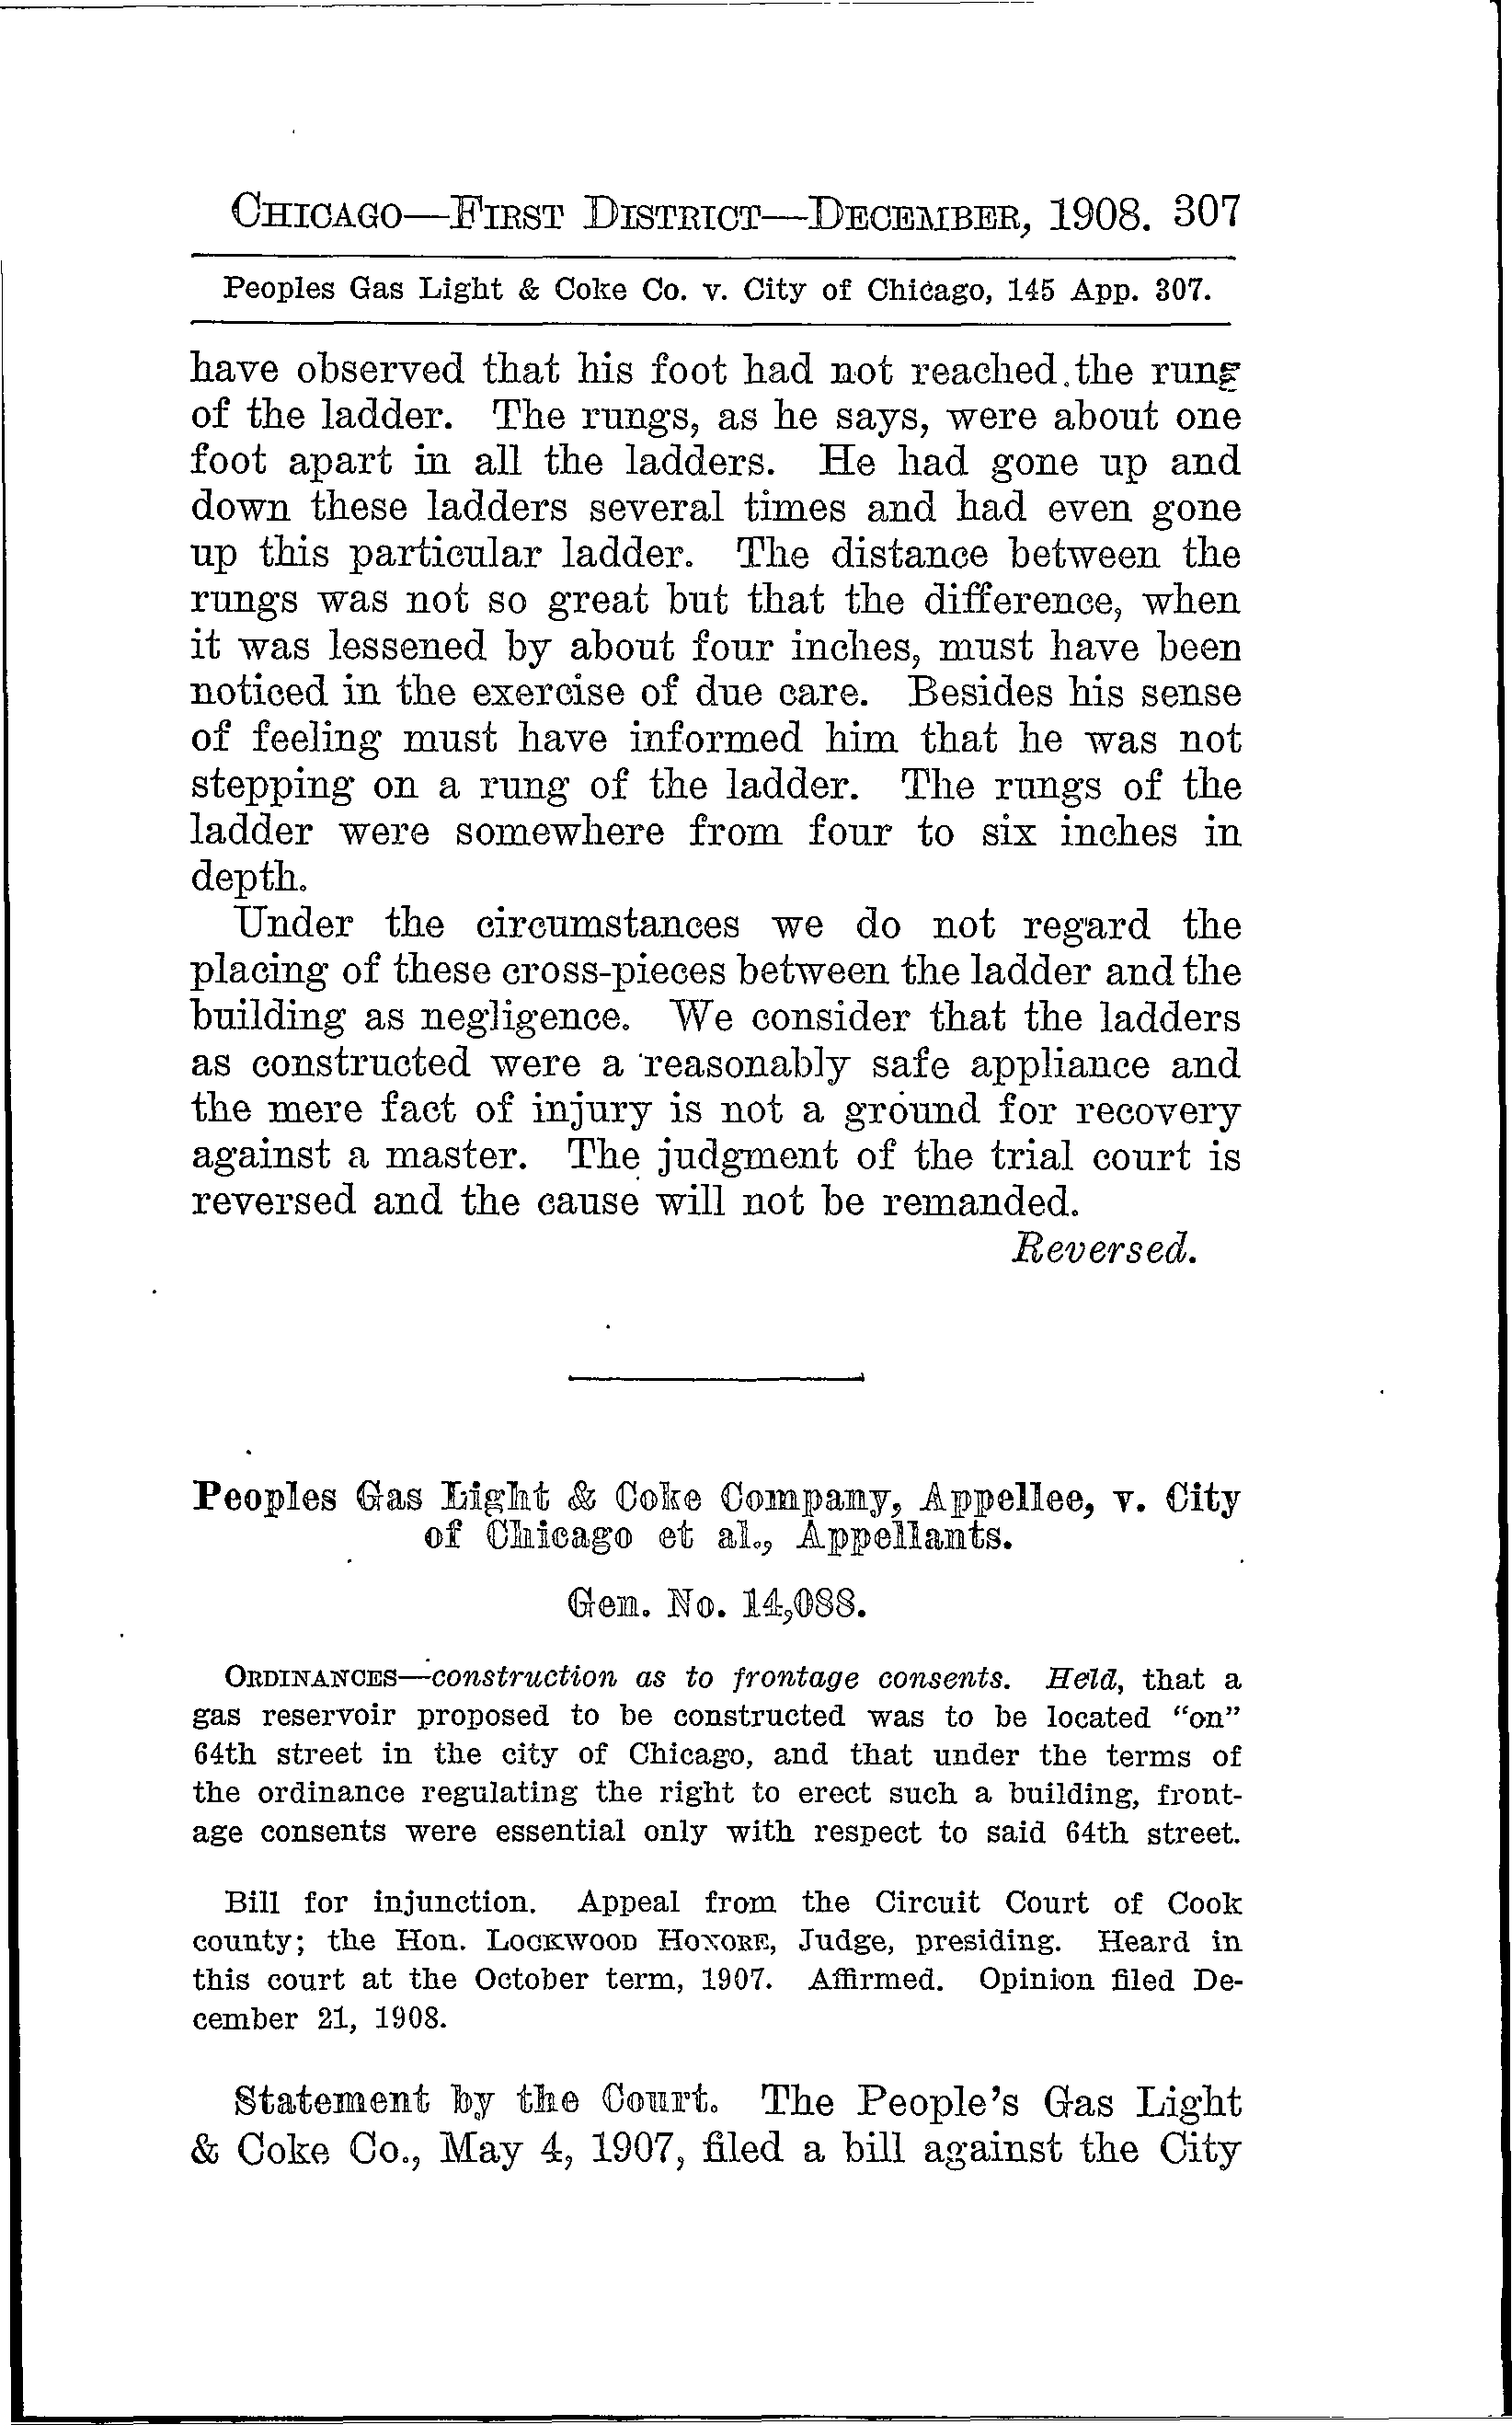 CHICAGO—FIRST DISTRICT—DECEMBER, 1908. 307
Peoples Gas Light & Coke Co. v. City of Chicago, 145 App. 307.
have observed that his foot had not reached the rung
of the ladder. The rungs, as he says, were about one
foot apart in all the ladders. He had gone up and
down these ladders several times and had even gone
up this particular ladder. The distance between the
rungs was not so great but that the difference, when
it was lessened by about four inches, must have been
noticed in the exercise of due care. Besides his sense
of feeling must have informed him that he was not
stepping on a rung of the ladder. The rungs of the
ladder were somewhere from four to six inches in
depth.
Under the circumstances we do not regard the
placing of these cross-pieces between the ladder and the
building as negligence. We consider that the ladders
as constructed were a reasonably safe appliance and
the mere fact of injury is not a ground for recovery
against a master. The judgment of the trial court is
reversed and the cause will not be remanded.
Reversed.
Peoples Gas Light & Coke Company, Appellee, v. City
of Chicago et al., Appellants.
Gen. No. 14,088.
ORDINANCES—construction as to frontage consents. Held, that a
gas reservoir proposed to be constructed was to be located “on”
64th street in the city of Chicago, and that under the terms of
the ordinance regulating the right to erect such a building, front-
age consents were essential only with respect to said 64th street.
Bill for injunction. Appeal from the Circuit Court of Cook
county; the Hon. LOCKWOOD HONORE, Judge, presiding. Heard in
this court at the October term, 1907. Affirmed. Opinion filed De-
cember 21, 1908.
Statement by the Court. The People's Gas Light
& Coke Co., May 4, 1907, filed a bill against the City